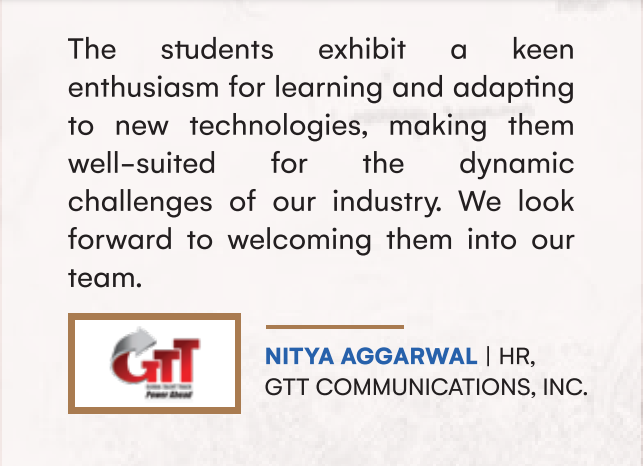 The students exhibit a keen
enthusiasm for learning and adapting
to new technologies, making them
well-suited for the dynamic
challenges of our industry. We look
forward to welcoming them into our
team.
GTT
Global Talent Track
Power Ahead
NITYA AGGARWAL | HR,
GTT COMMUNICATIONS, INC.